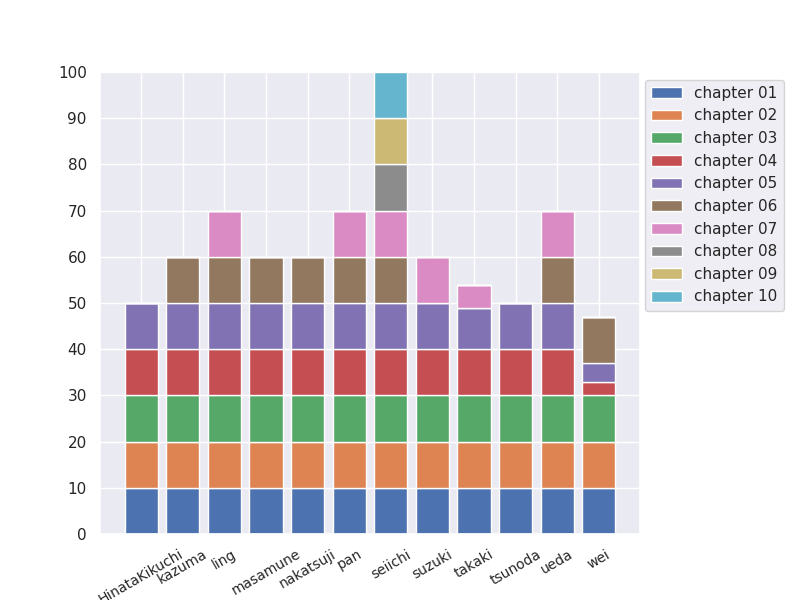 100
90
80
70
60
50
40
30
20
10
0
HinataKikuchi
kazuma
ling
masamune
nakatsuji
pan
seiichi
suzuki
takaki
tsunoda
ueda
wei
chapter 01
chapter 02
chapter 03
chapter 04
chapter 05
chapter 06
chapter 07
chapter 08
chapter 09
chapter 10